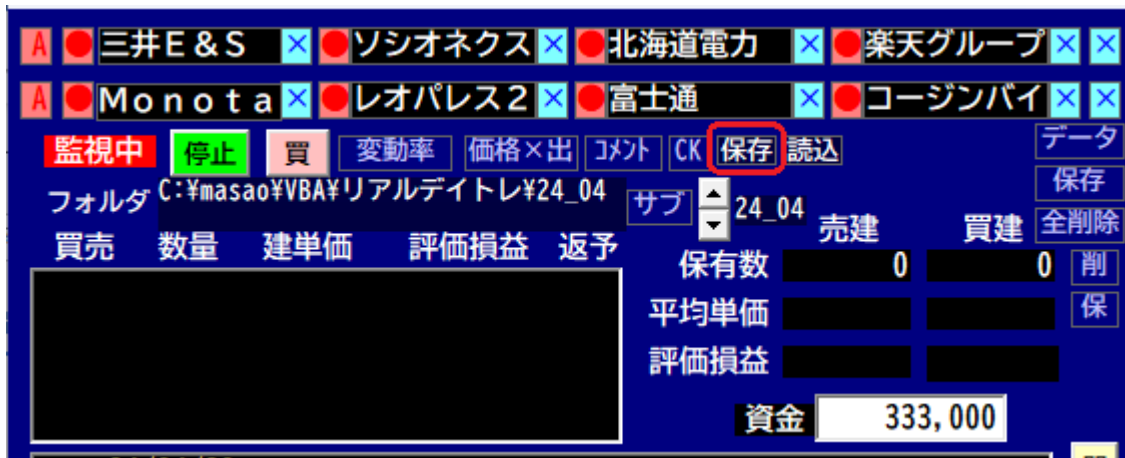 A ● 三井E&S × ● ソシオネクス × ● 北海道電力 × ● 楽天グループ × ×
A ● Monota × ● レオパレス2 × ● 富士通 × ● コージンバイ × ×
監視中 停止 買 変動率 価格×出 コメント CK 保存 読込 データ
フォルダ C:¥masao¥VBA¥リアルデイトレ¥24_04 サブ 24_04 保存
買売 数量 建単価 評価損益 返予 売建 買建 全削除
保有数 0 0 削
平均単価 保
評価損益
資金 333,000